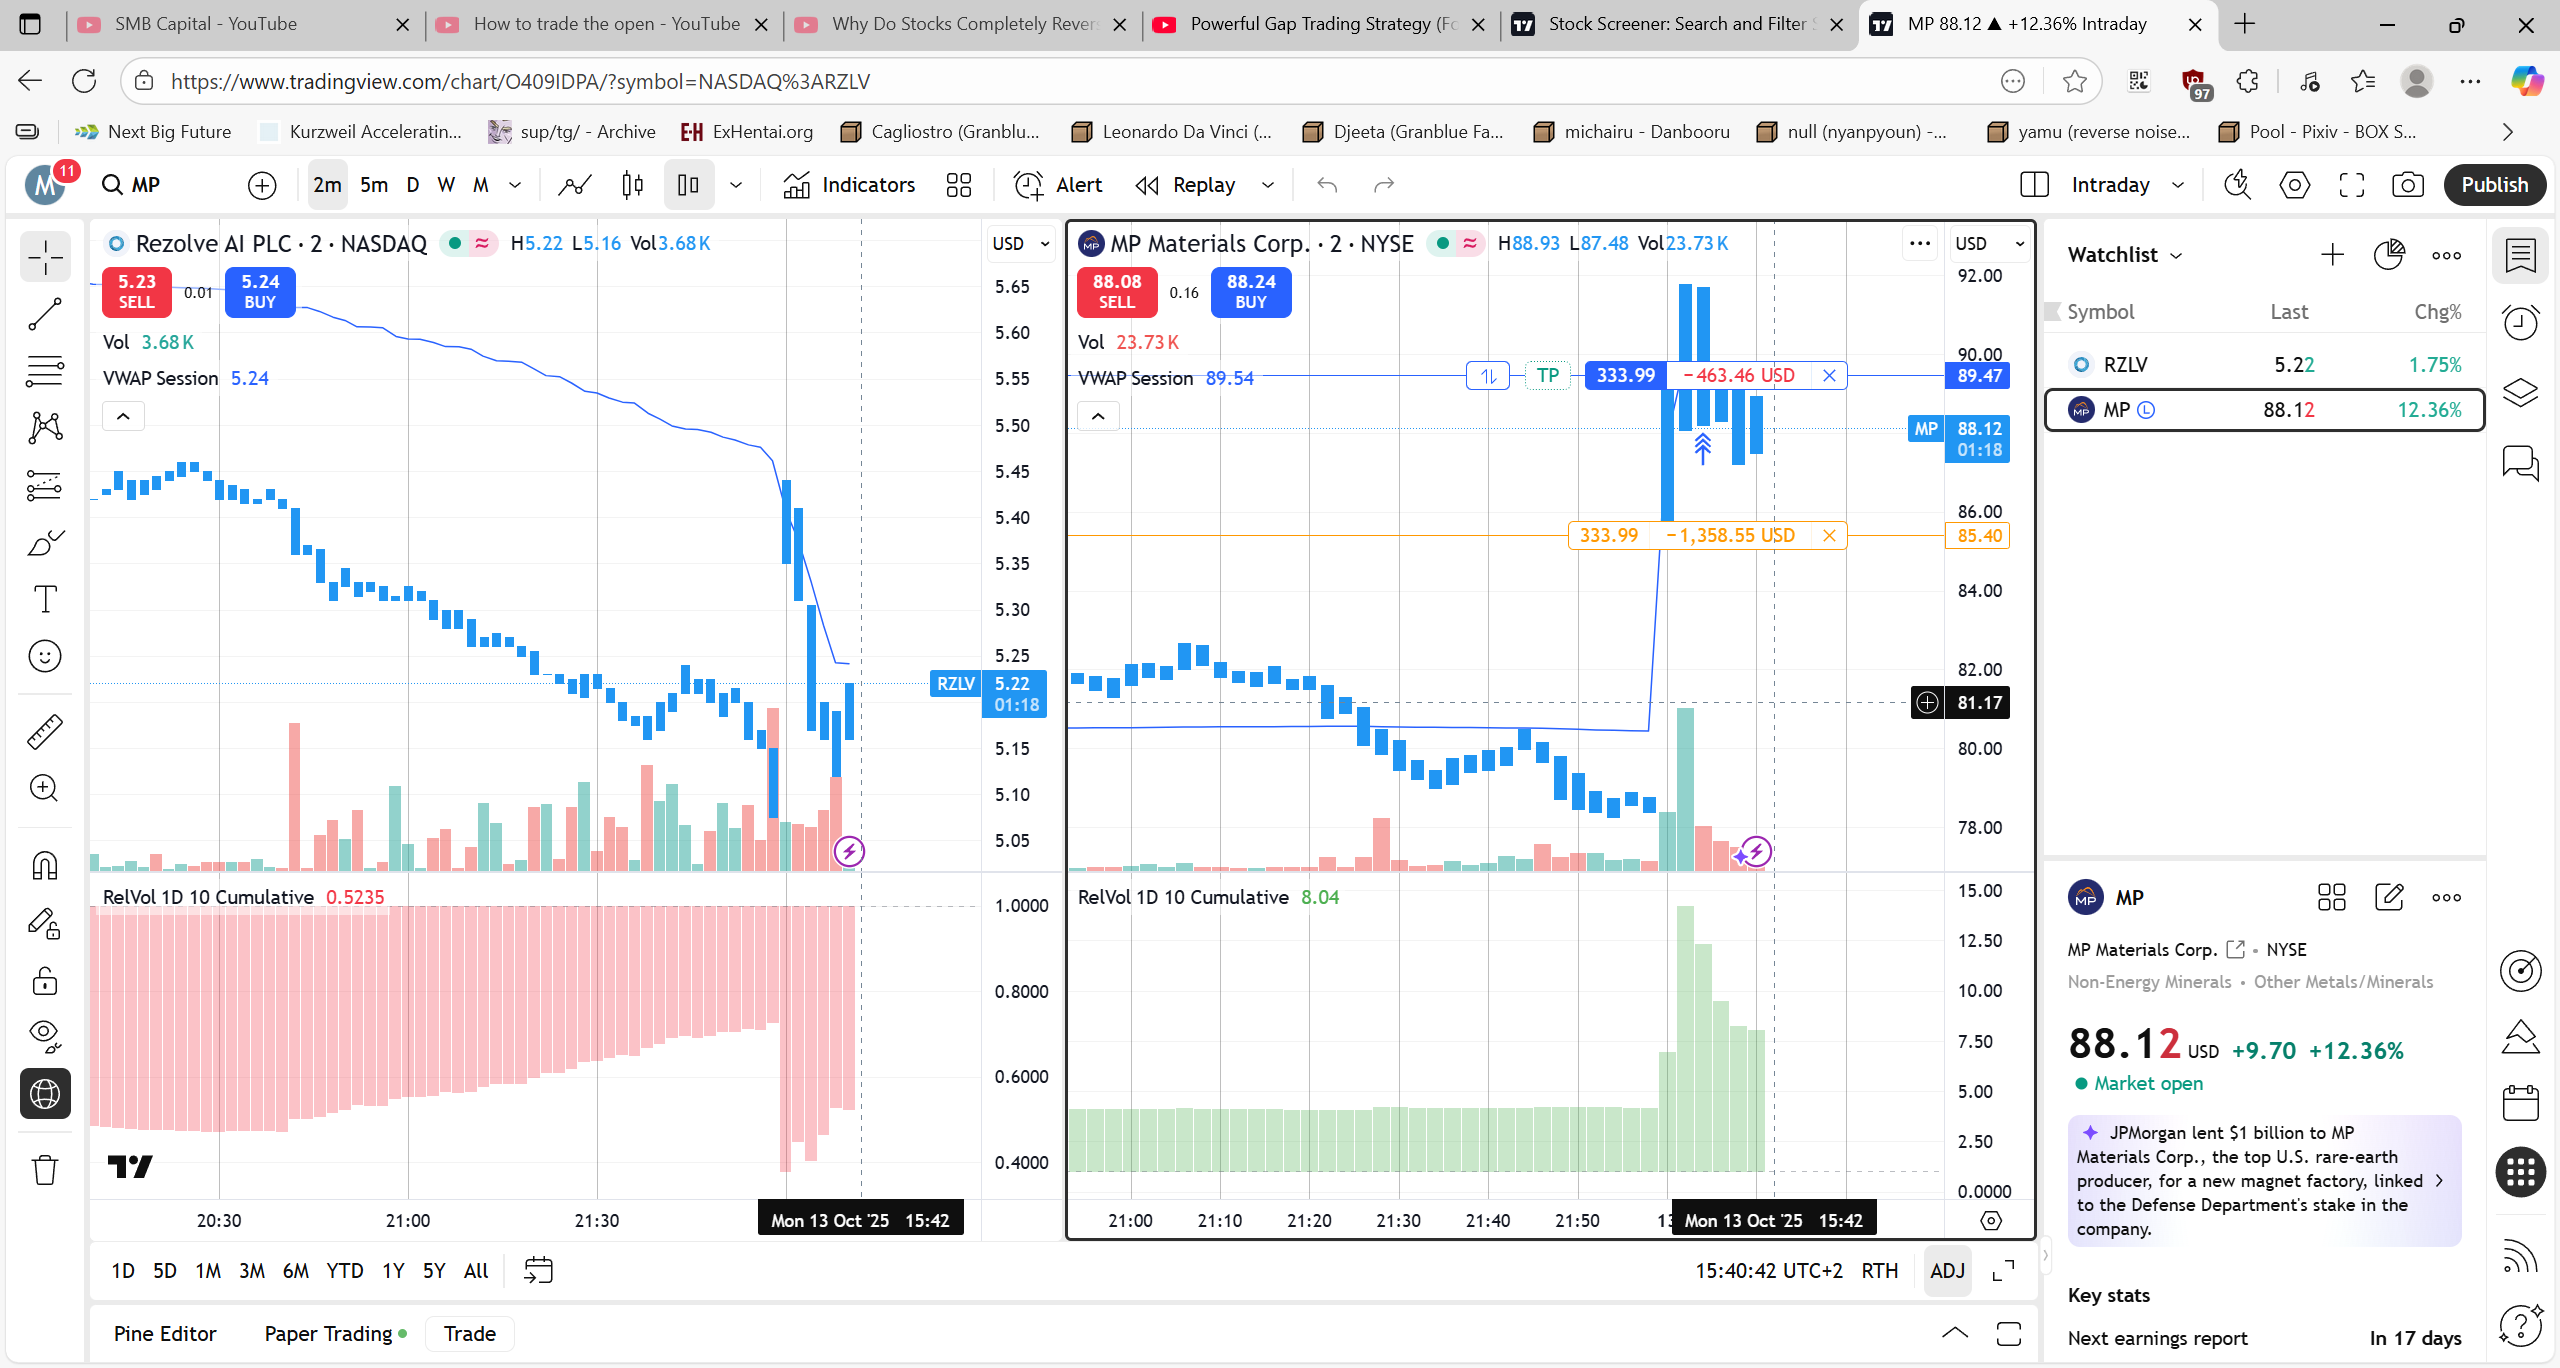 SMB Capital - YouTube
How to trade the open - YouTube
Why Do Stocks Completely Rever
Powerful Gap Trading Strategy (Fo
Stock Screener: Search and Filter S
MP 88.12 ▲ +12.36% Intraday
https://www.tradingview.com/chart/O409IDPA/?symbol=NASDAQ%3ARZLV
97
Next Big Future
Kurzweil Acceleratin...
sup/tg/ - Archive
ExHentai.org
Cagliostro (Granblu...
Leonardo Da Vinci (...
Djeeta (Granblue Fa...
michairu - Danbooru
null (nyanpyoun) -...
yamu (reverse noise...
Pool - Pixiv - BOX S...
M
11
MP
2m 5m D W M
Indicators
Alert
Replay
Intraday
Publish
Rezolve AI PLC · 2 · NASDAQ H5.22 L5.16 Vol3.68 K
USD
5.23
SELL
0.01
5.24
BUY
Vol 3.68 K
VWAP Session 5.24
5.65
5.60
5.55
5.50
5.45
5.40
5.35
5.30
5.25
RZLV 5.22
01:18
5.15
5.10
5.05
RelVol 1D 10 Cumulative 0.5235
1.0000
0.8000
0.6000
0.4000
20:30
21:00
21:30
Mon 13 Oct '25 15:42
MP Materials Corp. · 2 · NYSE H88.93 L87.48 Vol23.73 K
USD
88.08
SELL
0.16
88.24
BUY
Vol 23.73 K
VWAP Session 89.54
TP 333.99 −463.46 USD
333.99 −1,358.55 USD
92.00
90.00
89.47
MP 88.12
01:18
86.00
85.40
84.00
82.00
81.17
80.00
78.00
RelVol 1D 10 Cumulative 8.04
15.00
12.50
10.00
7.50
5.00
2.50
0.0000
21:00
21:10
21:20
21:30
21:40
21:50
Mon 13 Oct '25 15:42
1D 5D 1M 3M 6M YTD 1Y 5Y All
15:40:42 UTC+2 RTH ADJ
Pine Editor
Paper Trading
Trade
Watchlist
Symbol Last Chg%
RZLV 5.22 1.75%
MP L 88.12 12.36%
MP
MP Materials Corp. • NYSE
Non-Energy Minerals • Other Metals/Minerals
88.12 USD +9.70 +12.36%
Market open
JPMorgan lent $1 billion to MP
Materials Corp., the top U.S. rare-earth
producer, for a new magnet factory, linked
to the Defense Department's stake in the
company.
Key stats
Next earnings report In 17 days